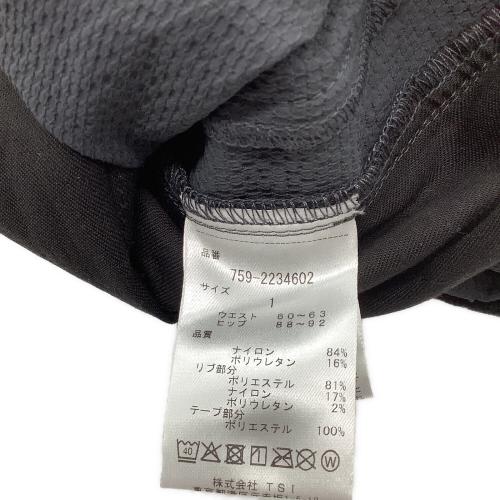 品番
759-2234602
サイズ
1
ウエスト 60～63
ヒップ 88～92
品質
ナイロン 84%
ポリウレタン 16%
リブ部分
ポリエステル 81%
ナイロン 17%
ポリウレタン 2%
テープ部分
ポリエステル 100%
40 W
株式会社 TSI